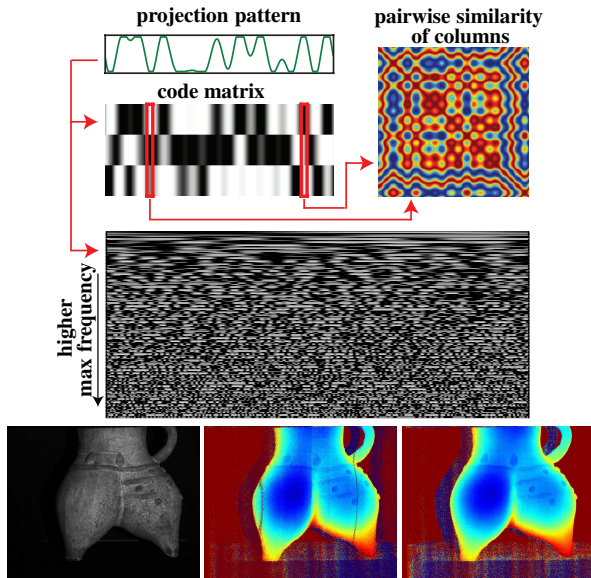 projection pattern
pairwise similarity
of columns
code matrix
higher
max frequency